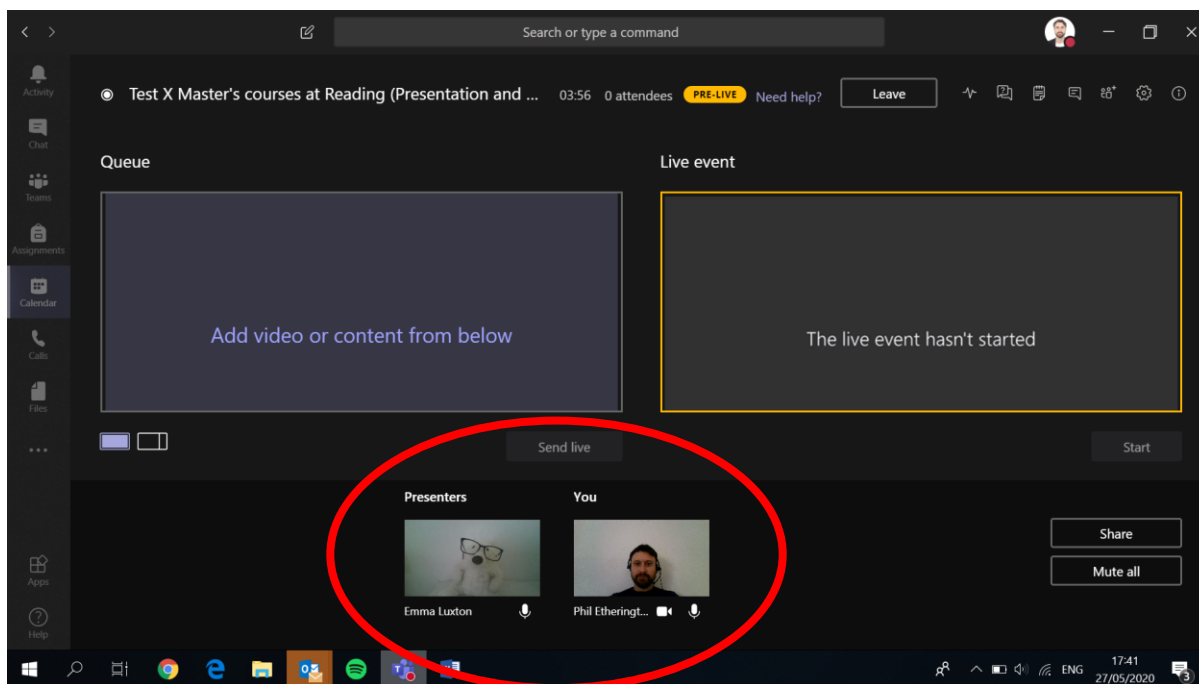 Search or type a command
Activity
Chat
Teams
Assignments
Calendar
Calls
Files
Apps
Help
Test X Master's courses at Reading (Presentation and ... 03:56 0 attendees PRE-LIVE Need help? Leave
Queue
Live event
Add video or content from below
The live event hasn't started
Send live
Start
Presenters
You
Emma Luxton
Phil Etheringt...
Share
Mute all
ENG
17:41
27/05/2020
3